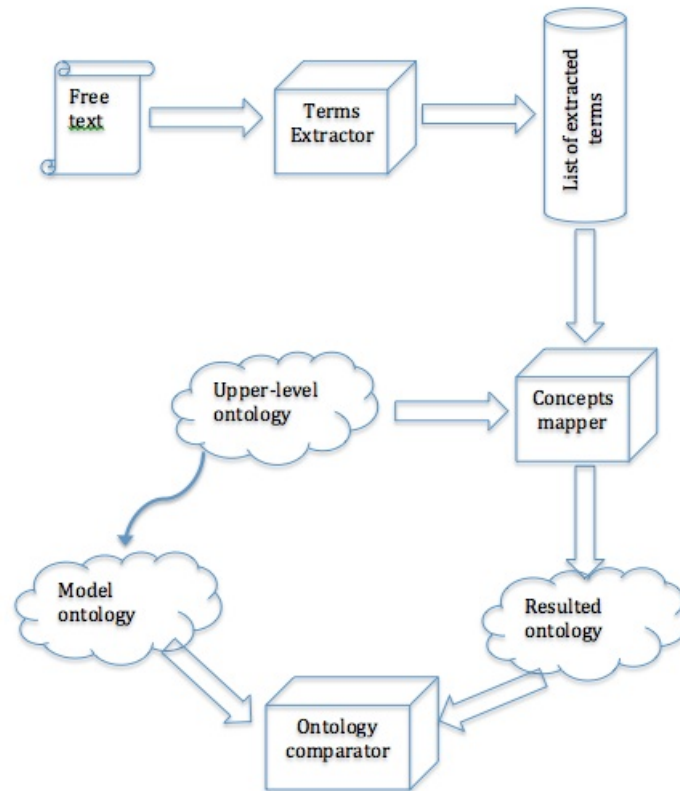 Free
text
Terms
Extractor
List of extracted
terms
Upper-level
ontology
Concepts
mapper
Model
ontology
Resulted
ontology
Ontology
comparator